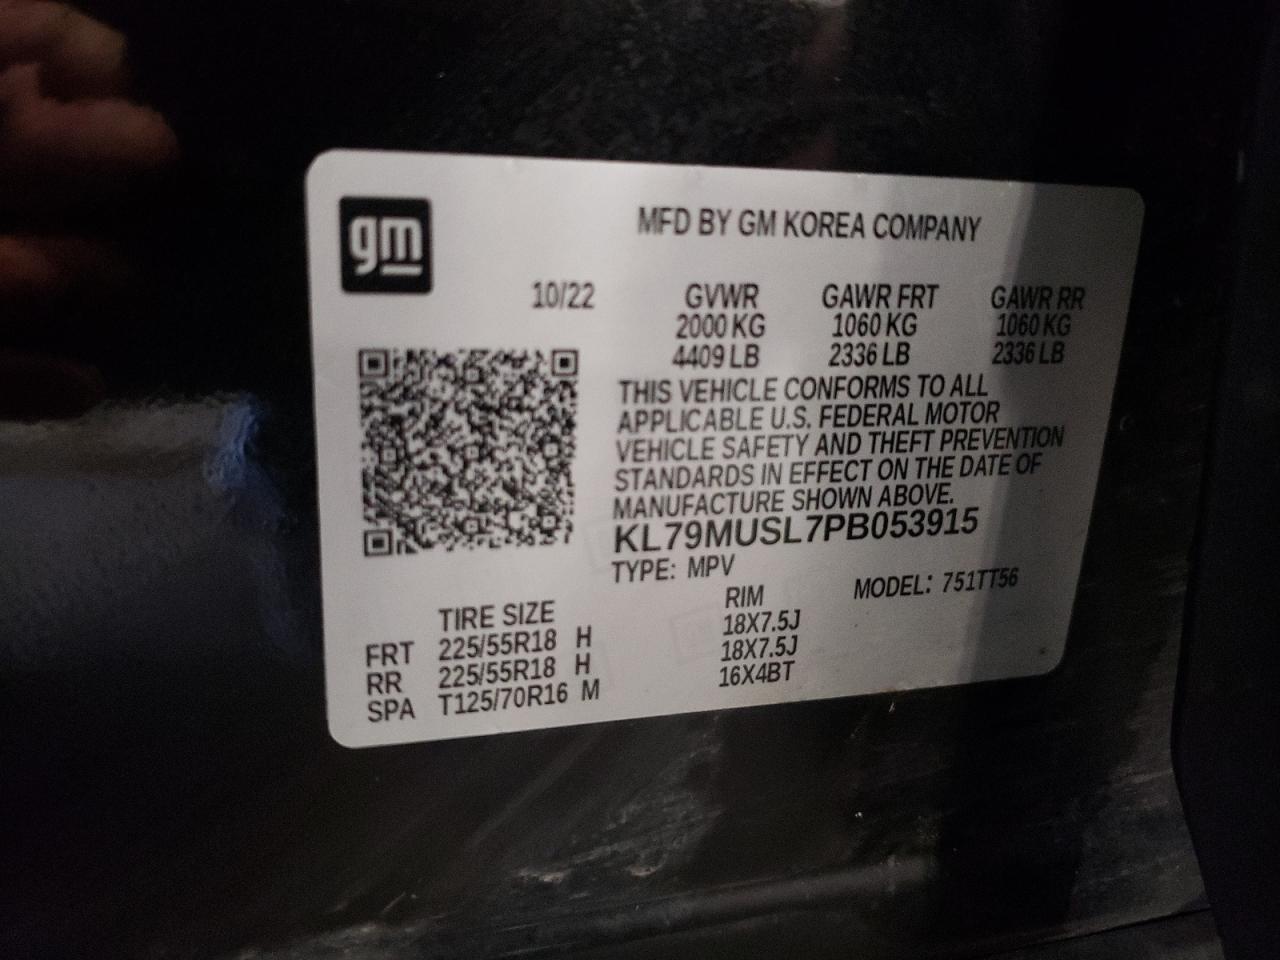 gm
MFD BY GM KOREA COMPANY
10/22 GVWR GAWR FRT GAWR RR
2000 KG 1060 KG 1060 KG
4409 LB 2336 LB 2336 LB
THIS VEHICLE CONFORMS TO ALL
APPLICABLE U.S. FEDERAL MOTOR
VEHICLE SAFETY AND THEFT PREVENTION
STANDARDS IN EFFECT ON THE DATE OF
MANUFACTURE SHOWN ABOVE.
KL79MUSL7PB053915
TYPE: MPV MODEL: 751TT56
TIRE SIZE RIM
FRT 225/55R18 H 18X7.5J
RR 225/55R18 H 18X7.5J
SPA T125/70R16 M 16X4BT